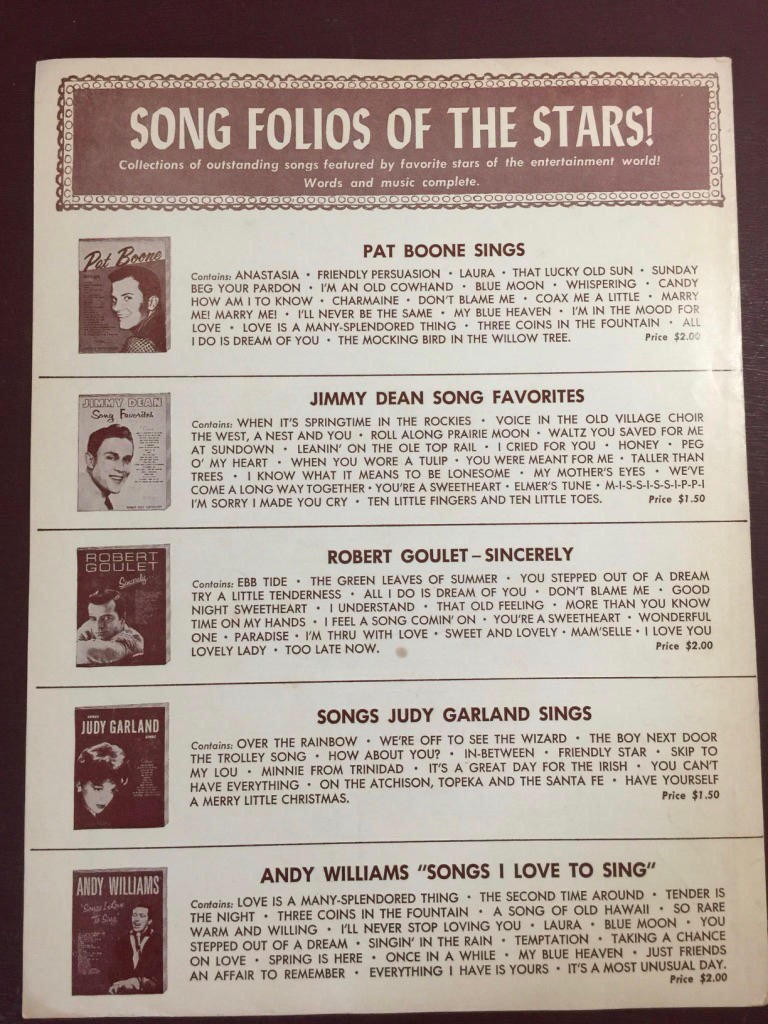 SONG FOLIOS OF THE STARS!
Collections of outstanding songs featured by favorite stars of the entertainment world!
Words and music complete.
Pat Boone
PAT BOONE SINGS
Contains: ANASTASIA • FRIENDLY PERSUASION • LAURA • THAT LUCKY OLD SUN • SUNDAY
BEG YOUR PARDON • I'M AN OLD COWHAND • BLUE MOON • WHISPERING • CANDY
HOW AM I TO KNOW • CHARMAINE • DON'T BLAME ME • COAX ME A LITTLE • MARRY
ME! MARRY ME! • I'LL NEVER BE THE SAME • MY BLUE HEAVEN • I'M IN THE MOOD FOR
LOVE • LOVE IS A MANY-SPLENDORED THING • THREE COINS IN THE FOUNTAIN • ALL
I DO IS DREAM OF YOU • THE MOCKING BIRD IN THE WILLOW TREE. Price $2.00
JIMMY DEAN
Song Favorites
JIMMY DEAN SONG FAVORITES
Contains: WHEN IT'S SPRINGTIME IN THE ROCKIES • VOICE IN THE OLD VILLAGE CHOIR
THE WEST, A NEST AND YOU • ROLL ALONG PRAIRIE MOON • WALTZ YOU SAVED FOR ME
AT SUNDOWN • LEANIN' ON THE OLE TOP RAIL • I CRIED FOR YOU • HONEY • PEG
O' MY HEART • WHEN YOU WORE A TULIP • YOU WERE MEANT FOR ME • TALLER THAN
TREES • I KNOW WHAT IT MEANS TO BE LONESOME • MY MOTHER'S EYES • WE'VE
COME A LONG WAY TOGETHER • YOU'RE A SWEETHEART • ELMER'S TUNE • M-I-S-S-I-S-S-I-P-P-I
I'M SORRY I MADE YOU CRY • TEN LITTLE FINGERS AND TEN LITTLE TOES. Price $1.50
ROBERT
GOULET
Sincerely
ROBERT GOULET – SINCERELY
Contains: EBB TIDE • THE GREEN LEAVES OF SUMMER • YOU STEPPED OUT OF A DREAM
TRY A LITTLE TENDERNESS • ALL I DO IS DREAM OF YOU • DON'T BLAME ME • GOOD
NIGHT SWEETHEART • I UNDERSTAND • THAT OLD FEELING • MORE THAN YOU KNOW
TIME ON MY HANDS • I FEEL A SONG COMIN' ON • YOU'RE A SWEETHEART • WONDERFUL
ONE • PARADISE • I'M THRU WITH LOVE • SWEET AND LOVELY • MAM'SELLE • I LOVE YOU
LOVELY LADY • TOO LATE NOW. Price $2.00
JUDY GARLAND
SONGS JUDY GARLAND SINGS
Contains: OVER THE RAINBOW • WE'RE OFF TO SEE THE WIZARD • THE BOY NEXT DOOR
THE TROLLEY SONG • HOW ABOUT YOU? • IN-BETWEEN • FRIENDLY STAR • SKIP TO
MY LOU • MINNIE FROM TRINIDAD • IT'S A GREAT DAY FOR THE IRISH • YOU CAN'T
HAVE EVERYTHING • ON THE ATCHISON, TOPEKA AND THE SANTA FE • HAVE YOURSELF
A MERRY LITTLE CHRISTMAS. Price $1.50
ANDY WILLIAMS
"Songs I Love
To Sing"
ANDY WILLIAMS "SONGS I LOVE TO SING"
Contains: LOVE IS A MANY-SPLENDORED THING • THE SECOND TIME AROUND • TENDER IS
THE NIGHT • THREE COINS IN THE FOUNTAIN • A SONG OF OLD HAWAII • SO RARE
WARM AND WILLING • I'LL NEVER STOP LOVING YOU • LAURA • BLUE MOON • YOU
STEPPED OUT OF A DREAM • SINGIN' IN THE RAIN • TEMPTATION • TAKING A CHANCE
ON LOVE • SPRING IS HERE • ONCE IN A WHILE • MY BLUE HEAVEN • JUST FRIENDS
AN AFFAIR TO REMEMBER • EVERYTHING I HAVE IS YOURS • IT'S A MOST UNUSUAL DAY.
Price $2.00